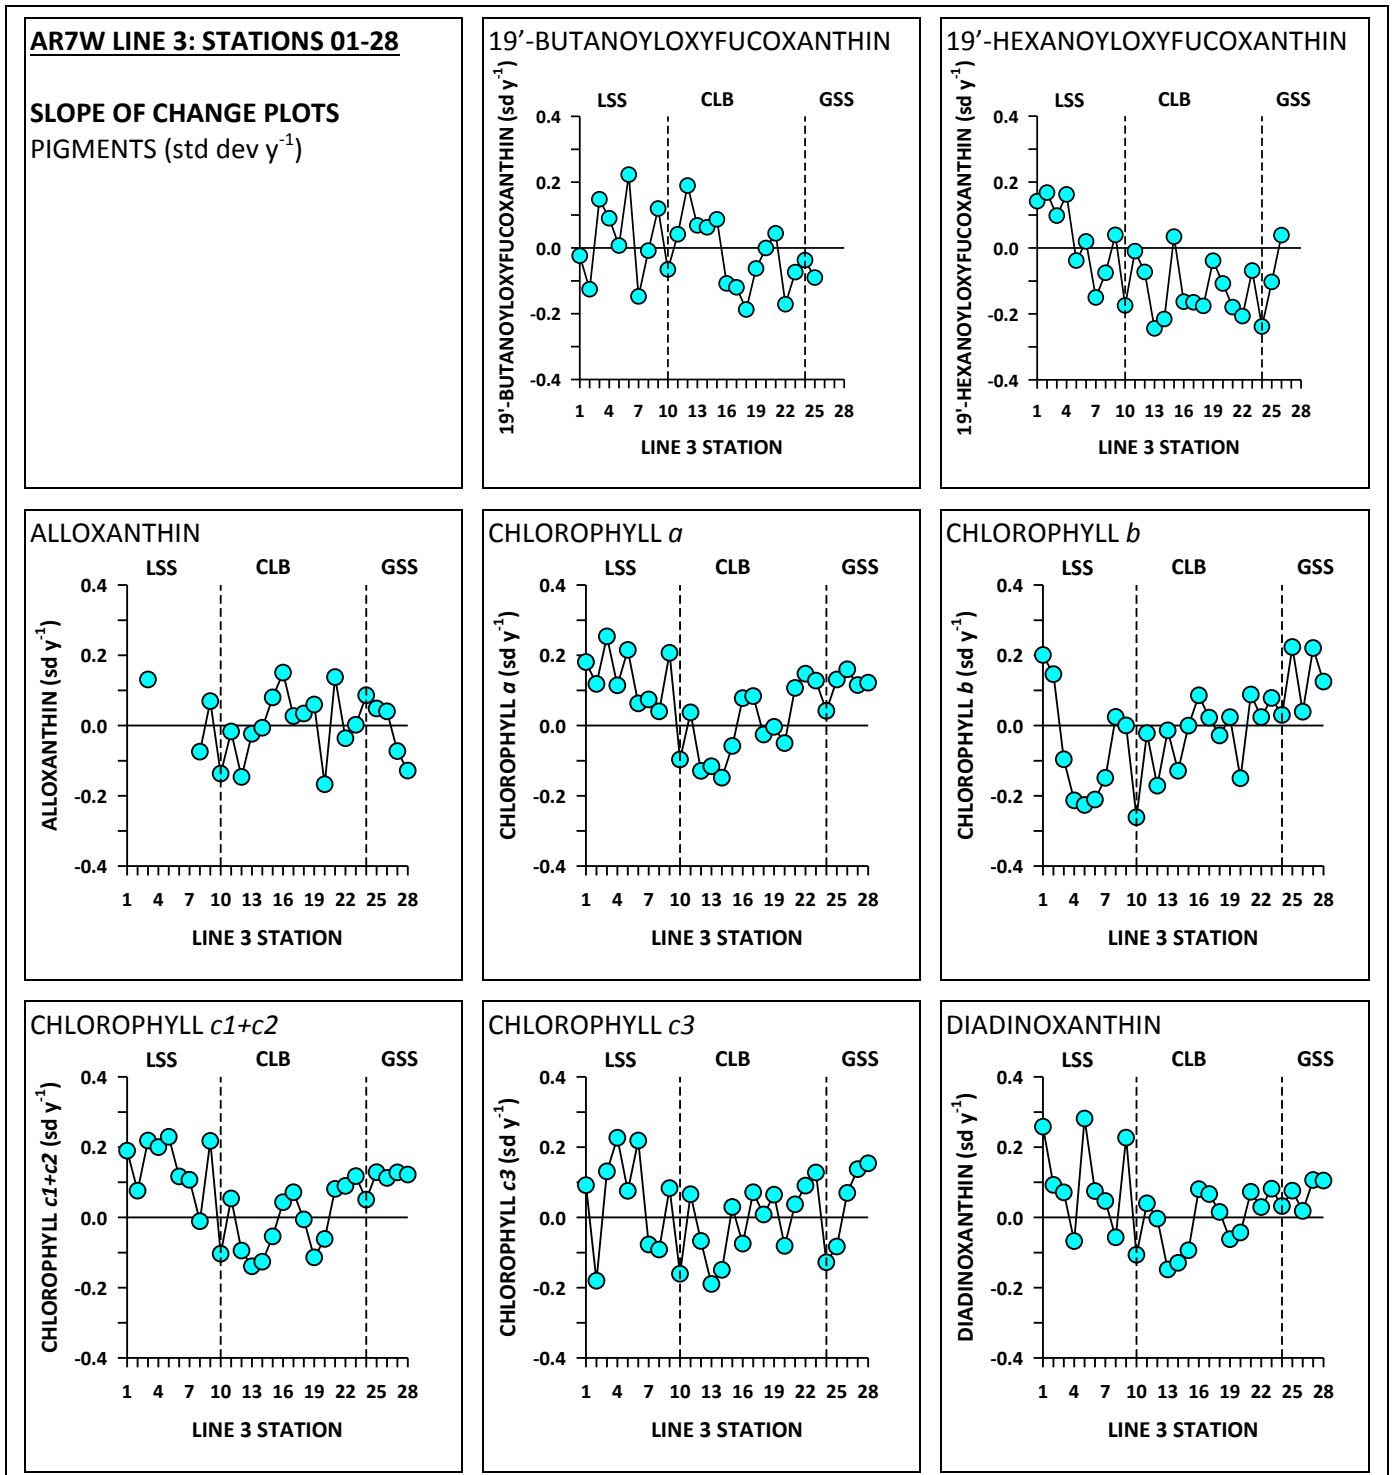 AR7W LINE 3: STATIONS 01-28
SLOPE OF CHANGE PLOTS
PIGMENTS (std dev y⁻¹)
19’-BUTANOYLOXYFUCOXANTHIN
LSS CLB GSS
19'-BUTANOYLOXYFUCOXANTHIN (sd y⁻¹)
0.4
0.2
0.0
-0.2
-0.4
1 4 7 10 13 16 19 22 25 28
LINE 3 STATION
19’-HEXANOYLOXYFUCOXANTHIN
LSS CLB GSS
19'-HEXANOYLOXYFUCOXANTHIN (sd y⁻¹)
0.4
0.2
0.0
-0.2
-0.4
1 4 7 10 13 16 19 22 25 28
LINE 3 STATION
ALLOXANTHIN
LSS CLB GSS
ALLOXANTHIN (sd y⁻¹)
0.4
0.2
0.0
-0.2
-0.4
1 4 7 10 13 16 19 22 25 28
LINE 3 STATION
CHLOROPHYLL a
LSS CLB GSS
CHLOROPHYLL a (sd y⁻¹)
0.4
0.2
0.0
-0.2
-0.4
1 4 7 10 13 16 19 22 25 28
LINE 3 STATION
CHLOROPHYLL b
LSS CLB GSS
CHLOROPHYLL b (sd y⁻¹)
0.4
0.2
0.0
-0.2
-0.4
1 4 7 10 13 16 19 22 25 28
LINE 3 STATION
CHLOROPHYLL c1+c2
LSS CLB GSS
CHLOROPHYLL c1+c2 (sd y⁻¹)
0.4
0.2
0.0
-0.2
-0.4
1 4 7 10 13 16 19 22 25 28
LINE 3 STATION
CHLOROPHYLL c3
LSS CLB GSS
CHLOROPHYLL c3 (sd y⁻¹)
0.4
0.2
0.0
-0.2
-0.4
1 4 7 10 13 16 19 22 25 28
LINE 3 STATION
DIADINOXANTHIN
LSS CLB GSS
DIADINOXANTHIN (sd y⁻¹)
0.4
0.2
0.0
-0.2
-0.4
1 4 7 10 13 16 19 22 25 28
LINE 3 STATION